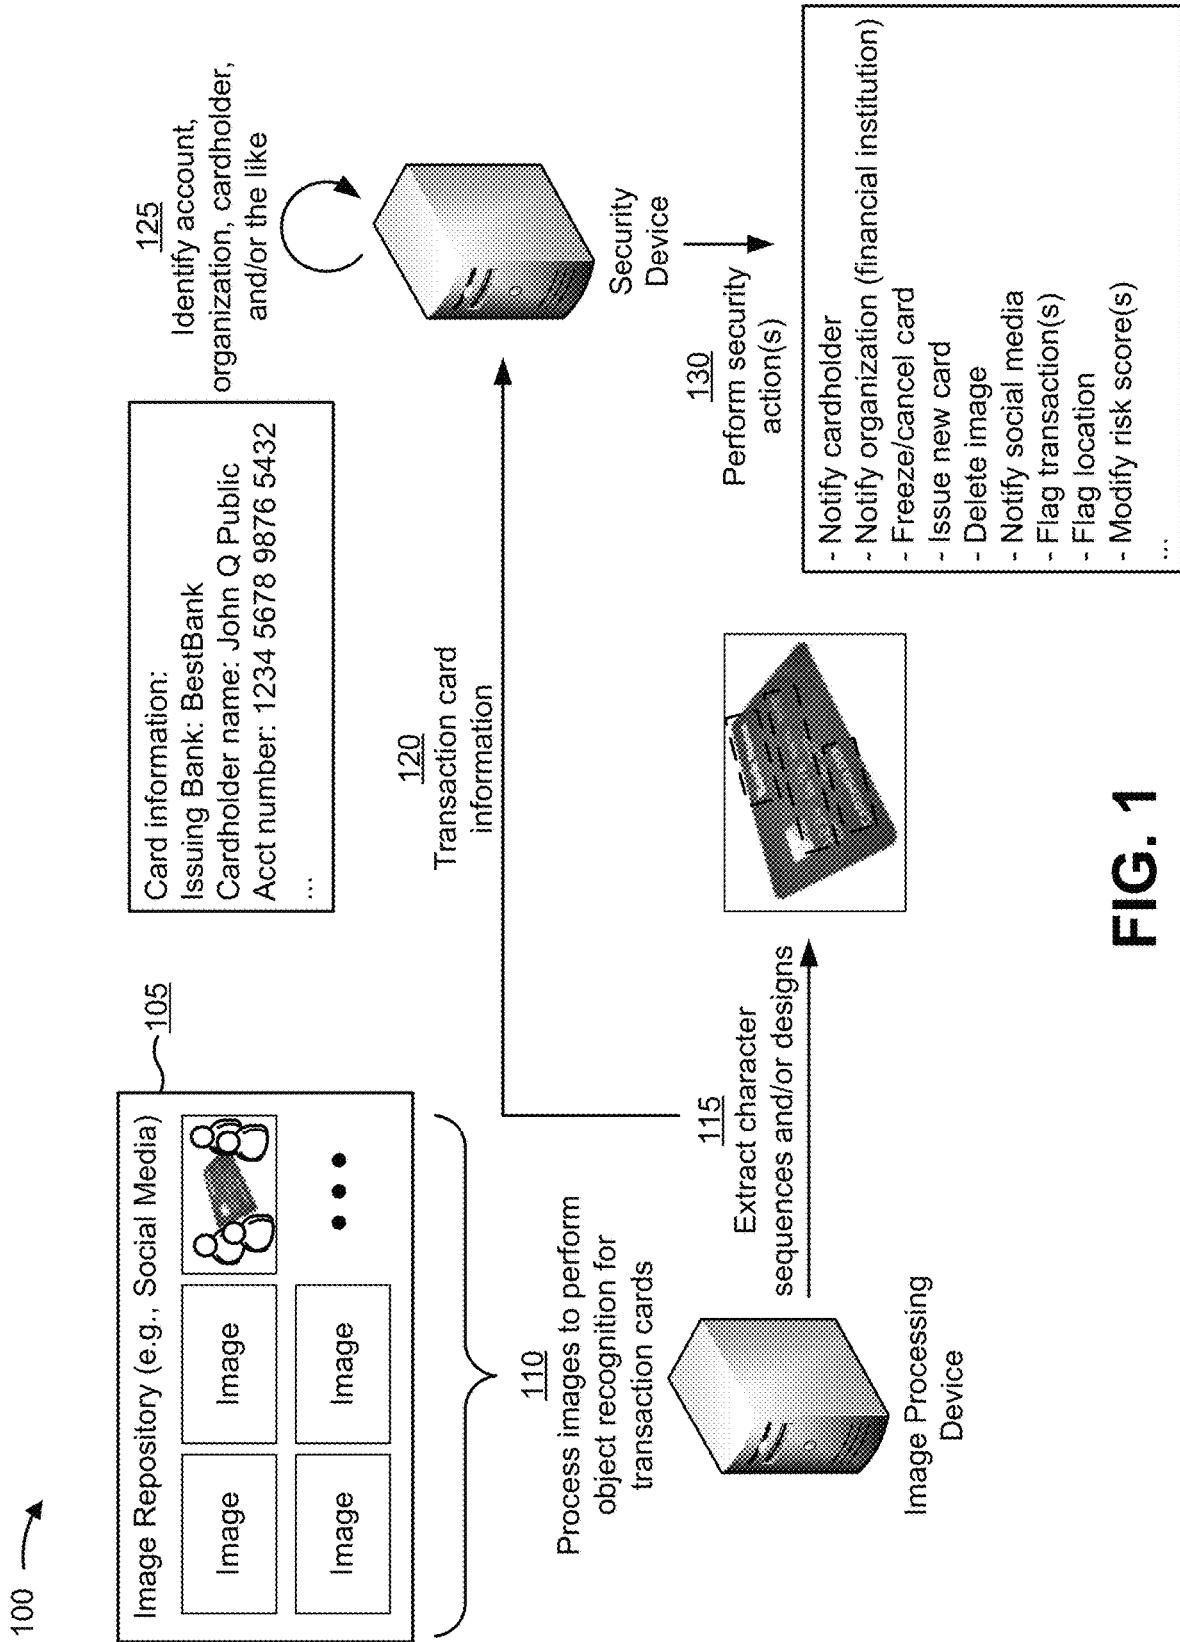 100
Image Repository (e.g., Social Media)
Image
Image
Image
Image
105
110
Process images to perform
object recognition for
transaction cards
Image Processing
Device
115
Extract character
sequences and/or designs
120
Transaction card
information
Card information:
Issuing Bank: BestBank
Cardholder name: John Q Public
Acct number: 1234 5678 9876 5432
...
125
Identify account,
organization, cardholder,
and/or the like
Security
Device
130
Perform security
action(s)
- Notify cardholder
- Notify organization (financial institution)
- Freeze/cancel card
- Issue new card
- Delete image
- Notify social media
- Flag transaction(s)
- Flag location
- Modify risk score(s)
...
FIG. 1